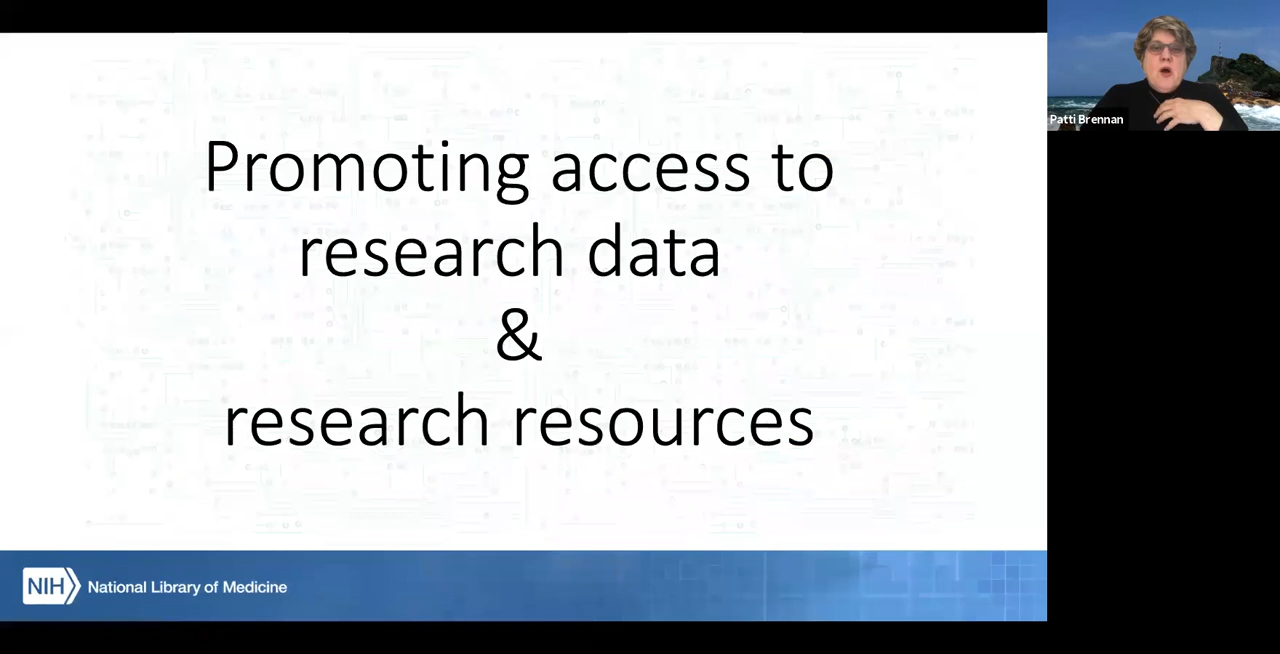 Promoting access to
research data
&
research resources
NIH National Library of Medicine
Patti Brennan